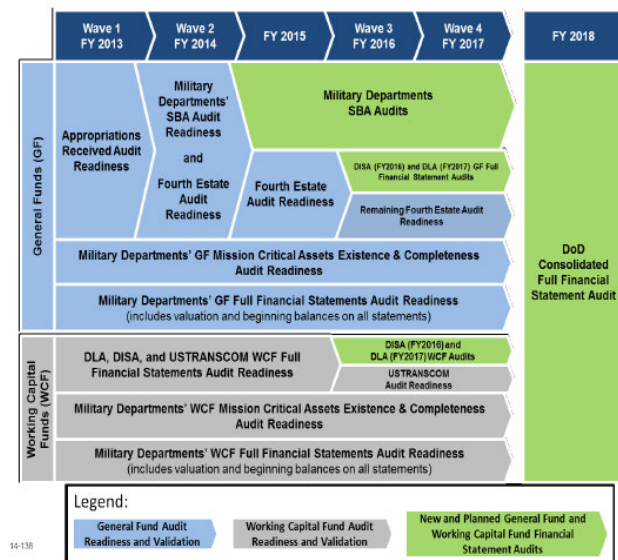 Wave 1
FY 2013
Wave 2
FY 2014
FY 2015
Wave 3
FY 2016
Wave 4
FY 2017
FY 2018
General Funds (GF)
Appropriations
Received Audit
Readiness
Military
Departments'
SBA Audit
Readiness
and
Fourth Estate
Audit
Readiness
Military Departments
SBA Audits
Fourth Estate
Audit Readiness
DISA (FY2016) and DLA (FY2017) GF Full
Financial Statement Audits
Remaining Fourth Estate Audit
Readiness
Military Departments' GF Mission Critical Assets Existence & Completeness
Audit Readiness
Military Departments' GF Full Financial Statements Audit Readiness
(includes valuation and beginning balances on all statements)
DoD
Consolidated
Full Financial
Statement Audit
Working Capital
Funds (WCF)
DLA, DISA, and USTRANSCOM WCF Full
Financial Statements Audit Readiness
DISA (FY2016) and
DLA (FY2017) WCF Audits
USTRANSCOM
Audit Readiness
Military Departments' WCF Mission Critical Assets Existence & Completeness
Audit Readiness
Military Departments' WCF Full Financial Statements Audit Readiness
(includes valuation and beginning balances on all statements)
Legend:
General Fund Audit
Readiness and Validation
Working Capital Fund Audit
Readiness and Validation
New and Planned General Fund and
Working Capital Fund Financial
Statement Audits
14-138